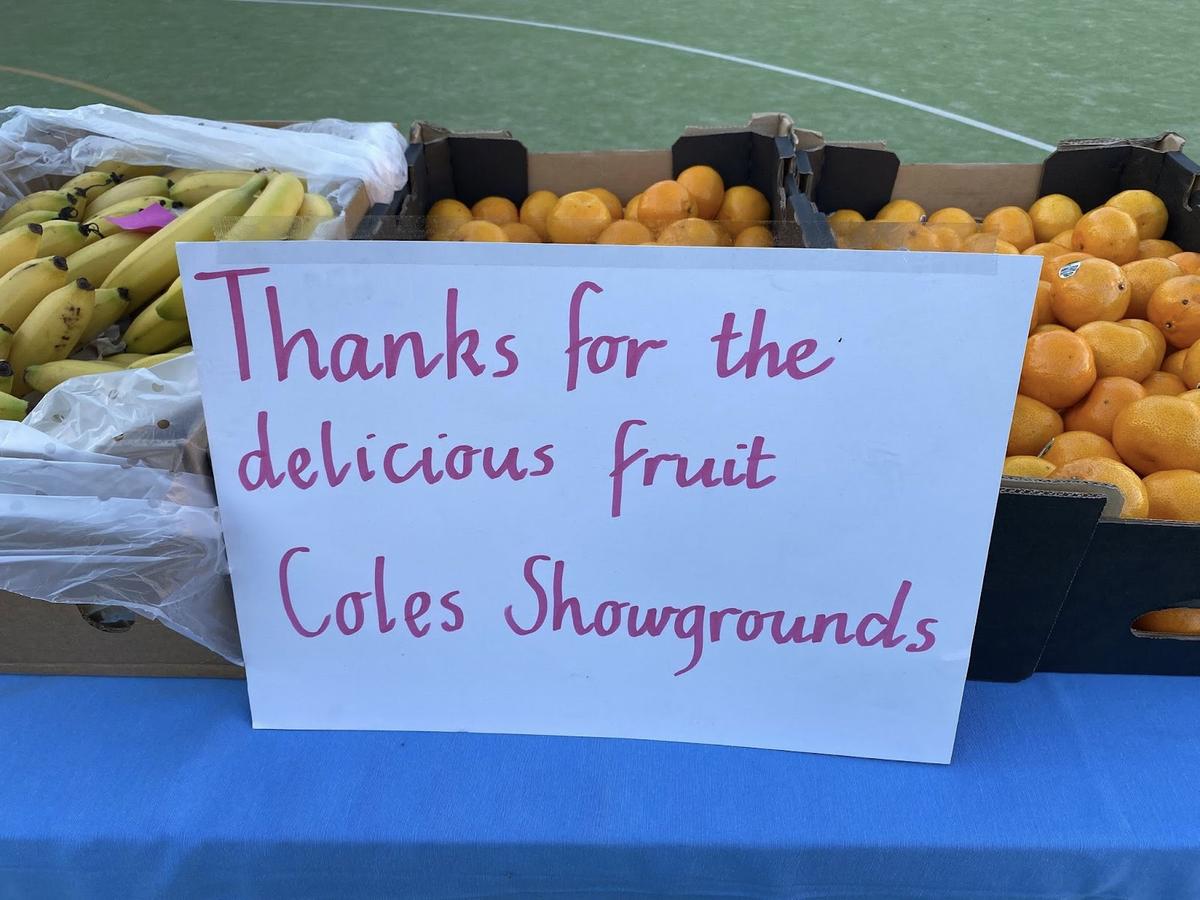 Thanks for the
delicious fruit
Coles Showgrounds